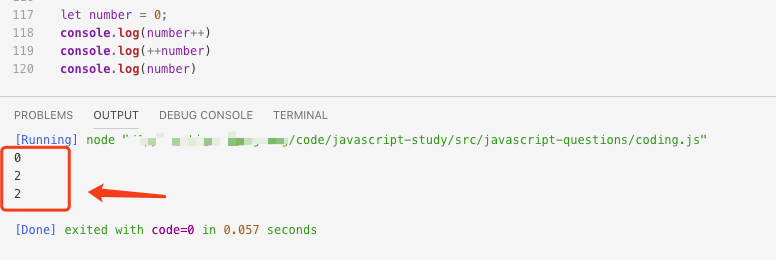 117 let number = 0;
118 console.log(number++)
119 console.log(++number)
120 console.log(number)
PROBLEMS OUTPUT DEBUG CONSOLE TERMINAL
[Running] node "/code/javascript-study/src/javascript-questions/coding.js"
0
2
2
[Done] exited with code=0 in 0.057 seconds